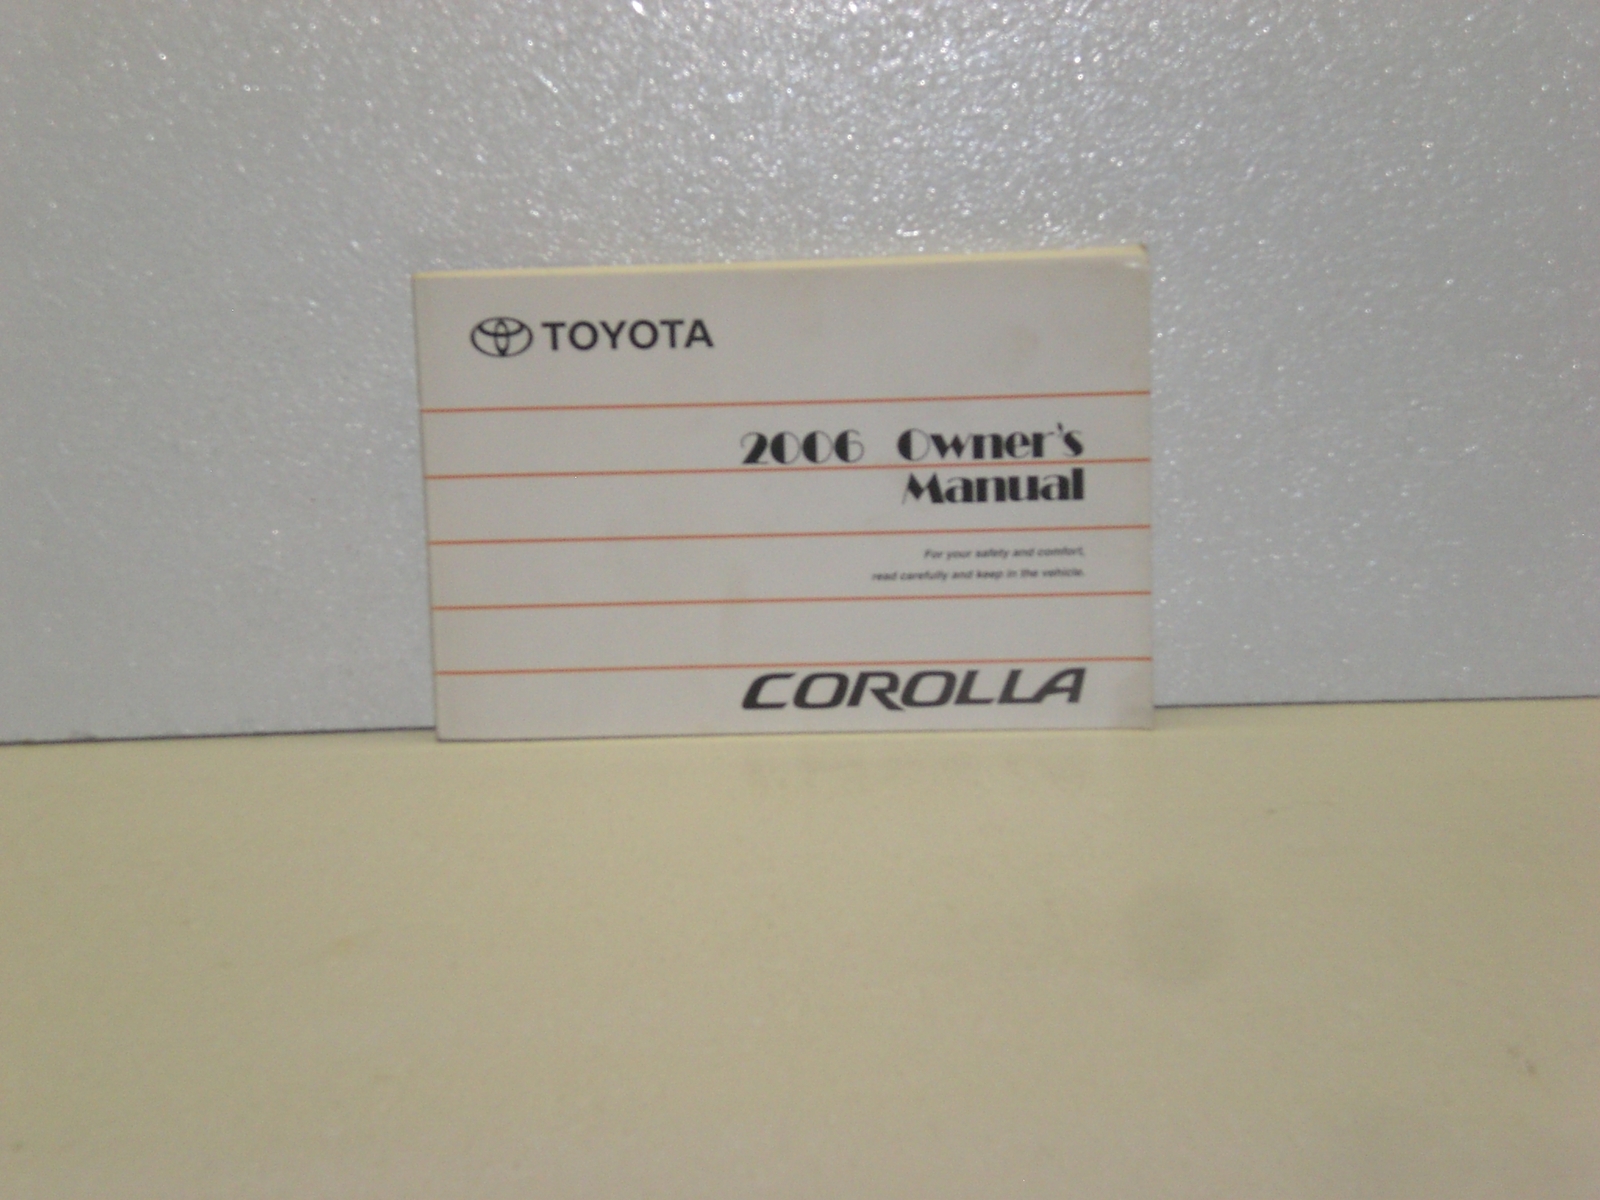 TOYOTA
2006 Owner's
Manual
For your safety and comfort,
read carefully and keep in the vehicle.
COROLLA